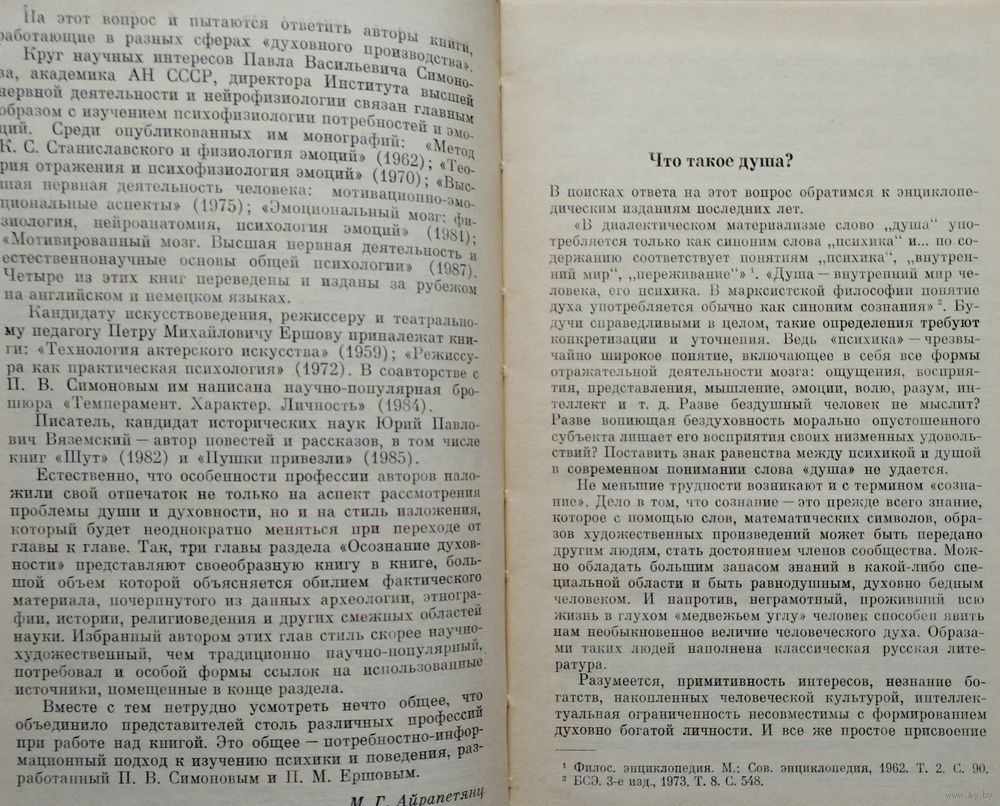 На этот вопрос и пытаются ответить авторы книги,
работающие в разных сферах «духовного производства».
Круг научных интересов Павла Васильевича Симоно-
ва, академика АН СССР, директора Института высшей
нервной деятельности и нейрофизиологии связан главным
образом с изучением психофизиологии потребностей и эмо-
ций. Среди опубликованных им монографий: «Метод
К. С. Станиславского и физиология эмоций» (1962); «Тео-
рия отражения и психофизиология эмоций» (1970); «Выс-
шая нервная деятельность человека: мотивационно-эмо-
циональные аспекты» (1975); «Эмоциональный мозг: фи-
зиология, нейроанатомия, психология эмоций» (1981);
«Мотивированный мозг. Высшая нервная деятельность и
естественнонаучные основы общей психологии» (1987).
Четыре из этих книг переведены и изданы за рубежом
на английском и немецком языках.
Кандидату искусствоведения, режиссеру и театрально-
му педагогу Петру Михайловичу Ершову принадлежат кни-
ги: «Технология актерского искусства» (1959); «Режиссу-
ра как практическая психология» (1972). В соавторстве с
П. В. Симоновым им написана научно-популярная бро-
шюра «Темперамент. Характер. Личность» (1984).
Писатель, кандидат исторических наук Юрий Павло-
вич Вяземский — автор повестей и рассказов, в том числе
книг «Шут» (1982) и «Пушки привезли» (1985).
Естественно, что особенности профессии авторов нало-
жили свой отпечаток не только на аспект рассмотрения
проблемы души и духовности, но и на стиль изложения,
который будет неоднократно меняться при переходе от
главы к главе. Так, три главы раздела «Осознание духов-
ности» представляют своеобразную книгу в книге, боль-
шой объем которой объясняется обилием фактического
материала, почерпнутого из данных археологии, этногра-
фии, истории, религиоведения и других смежных областей
науки. Избранный автором этих глав стиль скорее научно-
художественный, чем традиционно научно-популярный,
потребовал и особой формы ссылок на использованные
источники, помещенные в конце раздела.
Вместе с тем нетрудно усмотреть нечто общее, что
объединило представителей столь различных профессий
при работе над книгой. Это общее — потребностно-инфор-
мационный подход к изучению психики и поведения, раз-
работанный П. В. Симоновым и П. М. Ершовым.
М. Г. Айрапетянц
Что такое душа?
В поисках ответа на этот вопрос обратимся к энциклопе-
дическим изданиям последних лет.
«В диалектическом материализме слово „душа“ упо-
требляется только как синоним слова „психика“ и... по со-
держанию соответствует понятиям „психика“, „внутрен-
ний мир“, „переживание“» ¹. «Душа — внутренний мир че-
ловека, его психика. В марксистской философии понятие
духа употребляется обычно как синоним сознания» ². Бу-
дучи справедливыми в целом, такие определения требуют
конкретизации и уточнения. Ведь «психика» — чрезвы-
чайно широкое понятие, включающее в себя все формы
отражательной деятельности мозга: ощущения, восприя-
тия, представления, мышление, эмоции, волю, разум, ин-
теллект и т. д. Разве бездушный человек не мыслит?
Разве вопиющая бездуховность морально опустошенного
субъекта лишает его восприятия своих низменных удоволь-
ствий? Поставить знак равенства между психикой и душой
в современном понимании слова «душа» не удается.
Не меньшие трудности возникают и с термином «созна-
ние». Дело в том, что сознание — это прежде всего знание,
которое с помощью слов, математических символов, обра-
зов художественных произведений может быть передано
другим людям, стать достоянием членов сообщества. Мож-
но обладать большим запасом знаний в какой-либо спе-
циальной области и быть равнодушным, духовно бедным
человеком. И напротив, неграмотный, проживший всю
жизнь в глухом «медвежьем углу» человек способен явить
нам необыкновенное величие человеческого духа. Образа-
ми таких людей наполнена классическая русская лите-
ратура.
Разумеется, примитивность интересов, незнание бо-
гатств, накопленных человеческой культурой, интеллек-
туальная ограниченность несовместимы с формированием
духовно богатой личности. И все же простое присвоение
¹ Филос. энциклопедия. М.: Сов. энциклопедия, 1962. Т. 2. С. 90.
² БСЭ. 3-е изд., 1973. Т. 8. С. 548.
www.ay.by